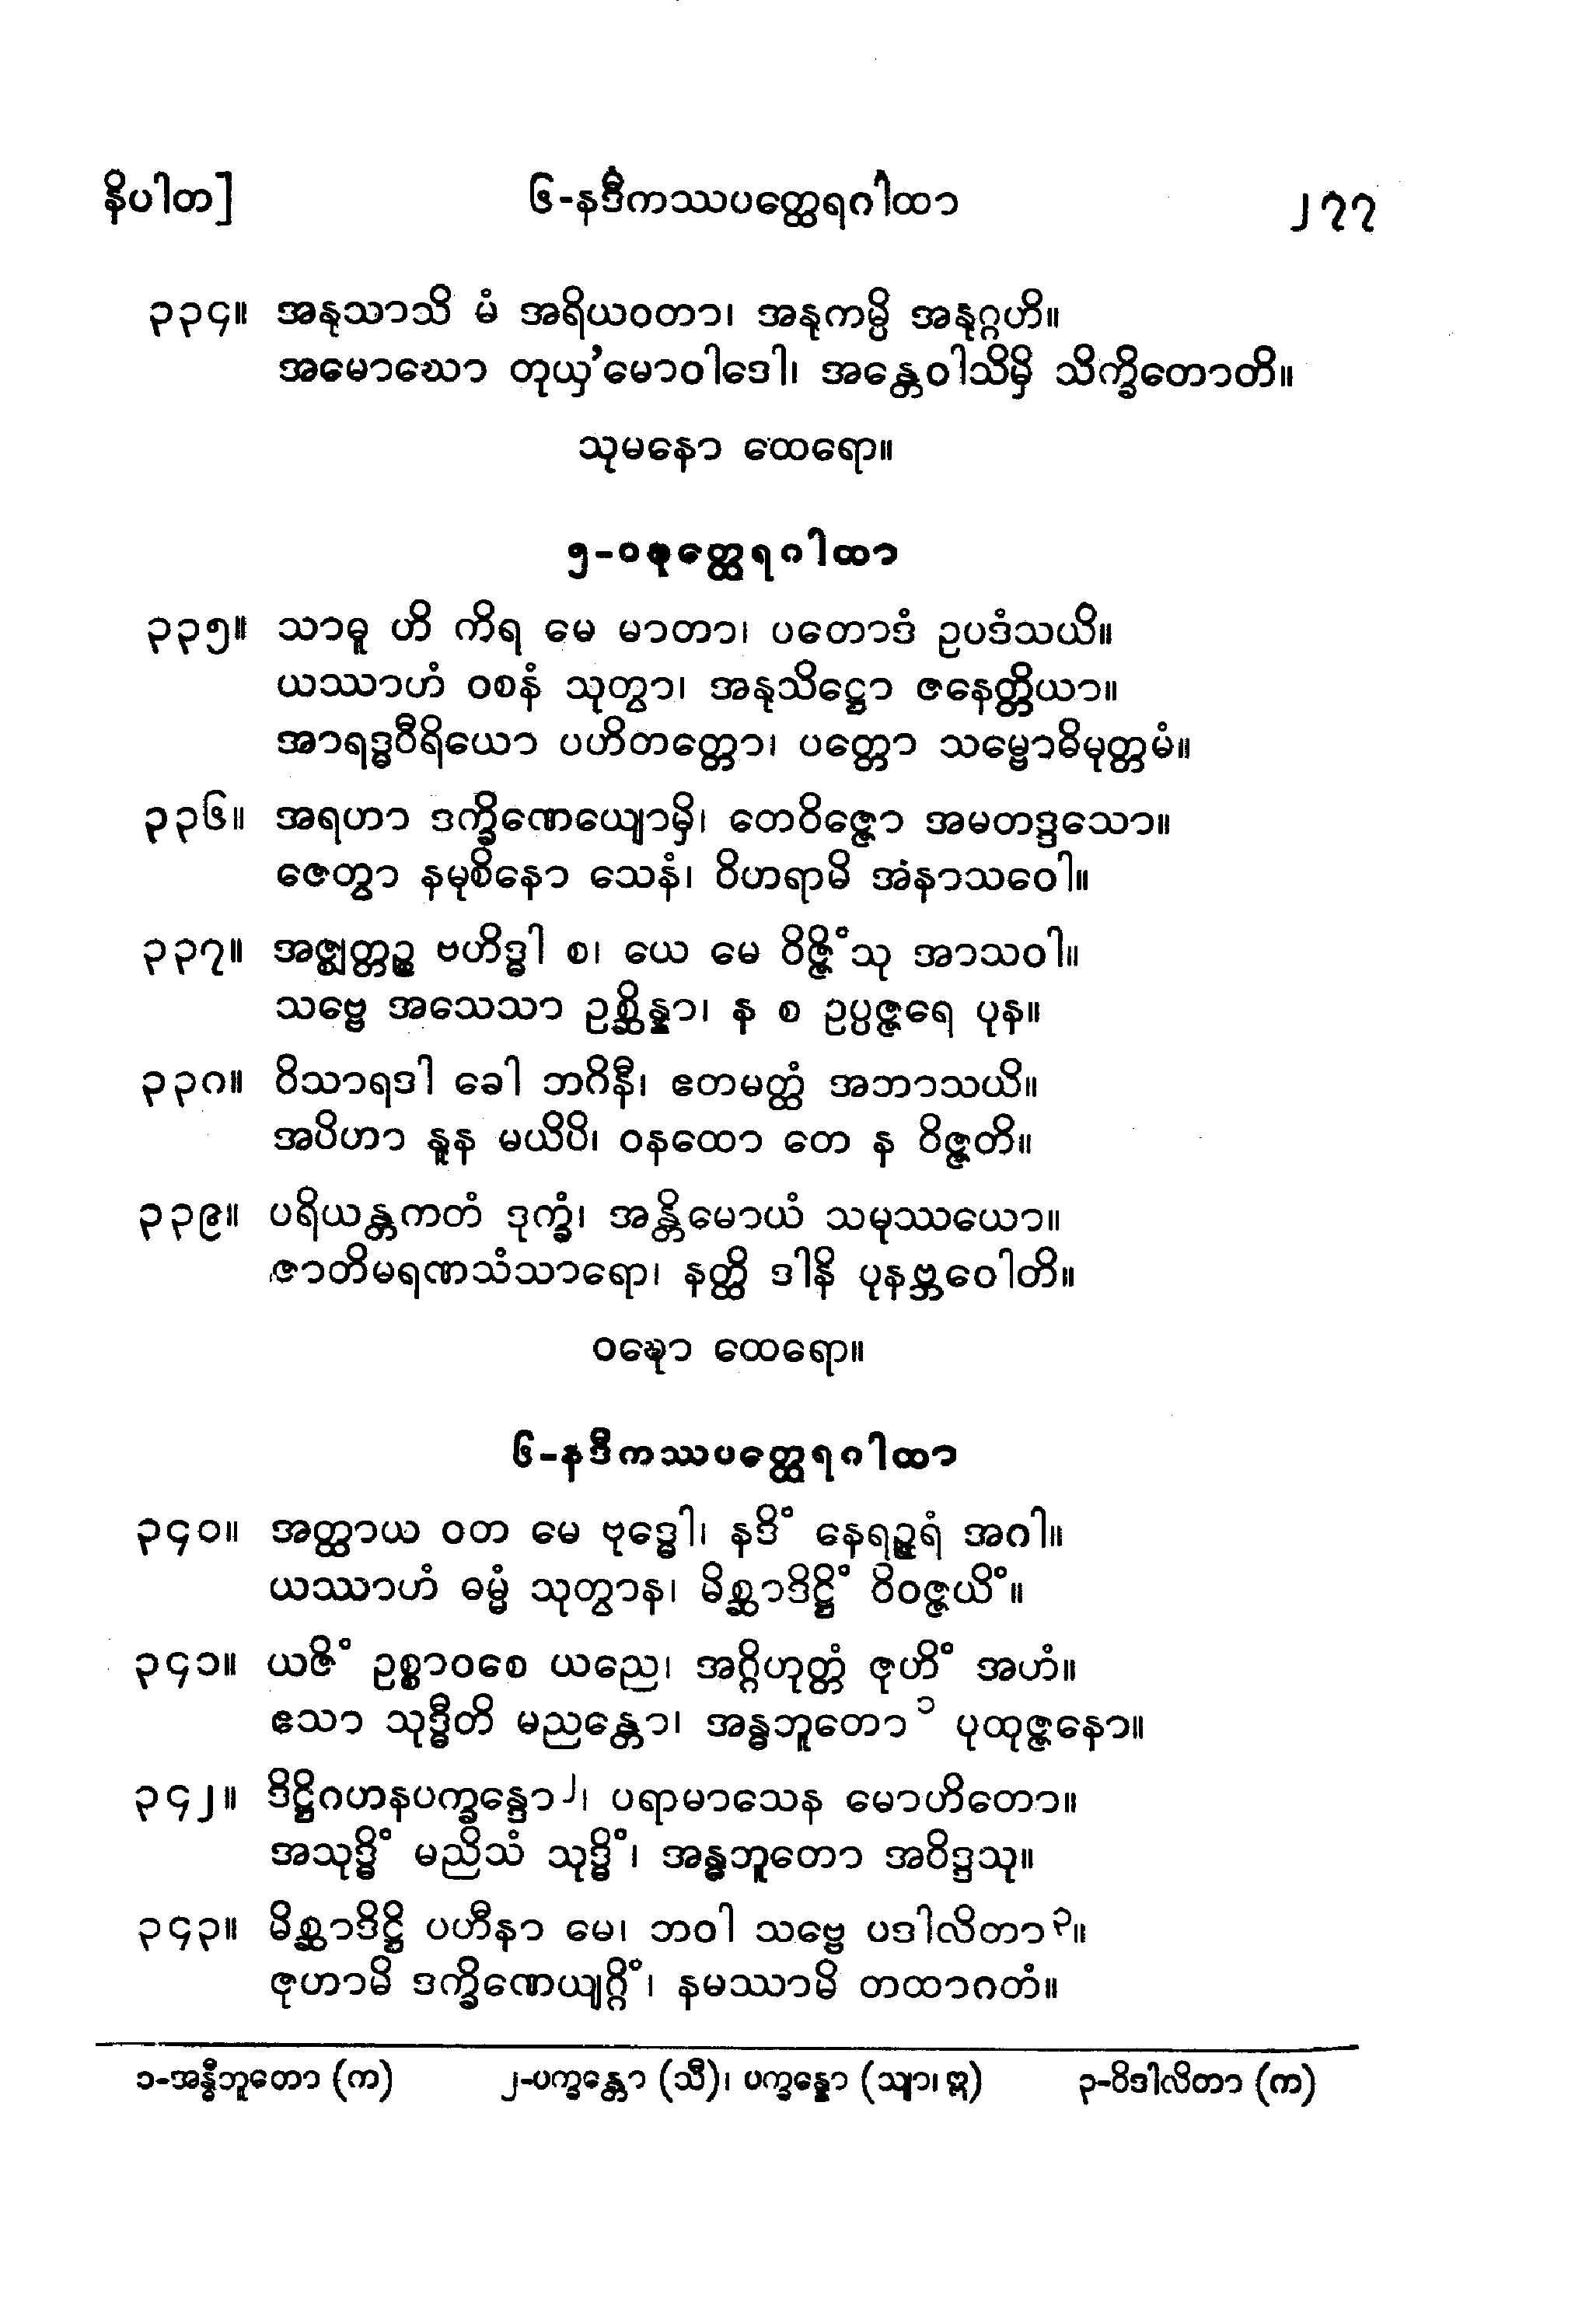 နိပါတ]
၆-နဒီကဿပတ္ထေရဂါထာ
၂၇၇
၃၃၄။ အနုသာသိ မံ အရိယဝတာ၊ အနုကမ္ပိ အနုဂ္ဂဟိ။
အမောဃော တုယှ’မောဝါဒေါ၊ အန္တေဝါသိမှိ သိက္ခိတောတိ။
သုမနော ထေရော။
၅-ဝဍ္ဎတ္ထေရဂါထာ
၃၃၅။ သာဓူ ဟိ ကိရ မေ မာတာ၊ ပတောဒံ ဥပဒံသယိ။
ယဿာဟံ ဝစနံ သုတွာ၊ အနုသိဋ္ဌော ဇနေတ္တိယာ။
အာရဒ္ဓဝီရိယော ပဟိတတ္တော၊ ပတ္တော သမ္ဗောဓိမုတ္တမံ။
၃၃၆။ အရဟာ ဒက္ခိဏေယျောမှိ၊ တေဝိဇ္ဇော အမတဒ္ဒသော။
ဇေတွာ နမုစိနော သေနံ၊ ဝိဟရာမိ အနာသဝေါ။
၃၃၇။ အဇ္ဈတ္တဉ္စ ဗဟိဒ္ဓါ စ၊ ယေ မေ ဝိဇ္ဇိံသု အာသဝါ။
သဗ္ဗေ အသေသာ ဥစ္ဆိန္နာ၊ န စ ဥပ္ပဇ္ဇရေ ပုန။
၃၃၈။ ဝိသာရဒါ ခေါ ဘဂိနီ၊ ဧတမတ္ထံ အဘာသယိ။
အပိဟာ နူန မယိပိ၊ ဝနထော တေ န ဝိဇ္ဇတိ။
၃၃၉။ ပရိယန္တကတံ ဒုက္ခံ၊ အန္တိမောယံ သမုဿယော။
ဇာတိမရဏသံသာရော၊ နတ္ထိ ဒါနိ ပုနဗ္ဘဝေါတိ။
ဝဍ္ဎော ထေရော။
၆-နဒီကဿပတ္ထေရဂါထာ
၃၄၀။ အတ္ထာယ ဝတ မေ ဗုဒ္ဓေါ၊ နဒိံ နေရဉ္ဇရံ အဂါ။
ယဿာဟံ ဓမ္မံ သုတွာန၊ မိစ္ဆာဒိဋ္ဌိံ ဝိဝဇ္ဇယိံ။
၃၄၁။ ယဇိံ ဥစ္စာဝစေ ယညေ၊ အဂ္ဂိဟုတ္တံ ဇုဟိံ အဟံ။
ဧသာ သုဒ္ဓီတိ မညန္တော၊ အန္ဓဘူတော ၁ ပုထုဇ္ဇနော။
၃၄၂။ ဒိဋ္ဌိဂဟနပက္ခန္ဒော ၂၊ ပရာမာသေန မောဟိတော။
အသုဒ္ဓိံ မညိသံ သုဒ္ဓိံ၊ အန္ဓဘူတော အဝိဒ္ဒသု။
၃၄၃။ မိစ္ဆာဒိဋ္ဌိ ပဟီနာ မေ၊ ဘဝါ သဗ္ဗေ ပဒါလိတာ ၃။
ဇုဟာမိ ဒက္ခိဏေယျဂ္ဂိံ၊ နမဿာမိ တထာဂတံ။
၁-အန္ဓီဘူတော (က) ၂-ပက္ခန္တော (သီ)၊ ပက္ခန္နော (သျာ၊ ဣ) ၃-ဝိဒါလိတာ (က)